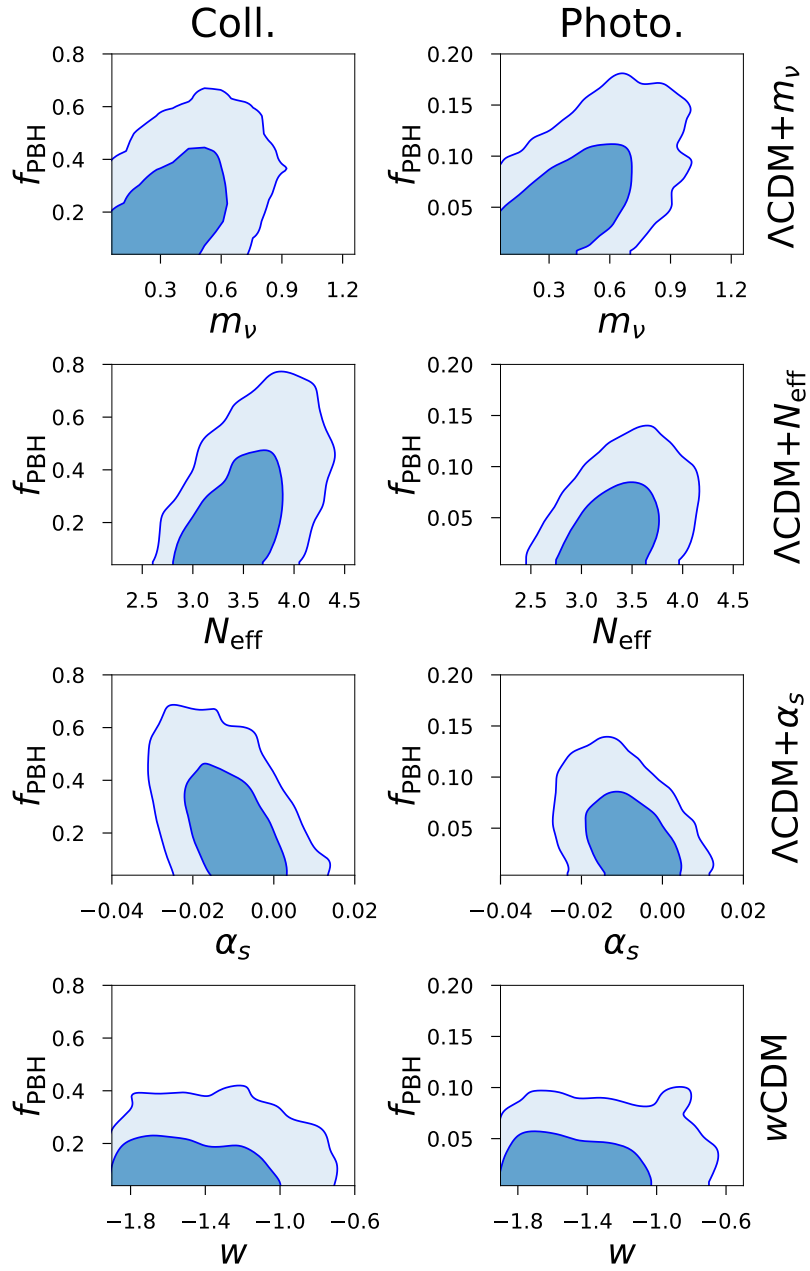 Coll. Photo.
0.8
0.6
0.4
0.2
f_PBH
0.3 0.6 0.9 1.2
m_ν
0.20
0.15
0.10
0.05
f_PBH
0.3 0.6 0.9 1.2
m_ν
ΛCDM+m_ν
0.8
0.6
0.4
0.2
f_PBH
2.5 3.0 3.5 4.0 4.5
N_eff
0.20
0.15
0.10
0.05
f_PBH
2.5 3.0 3.5 4.0 4.5
N_eff
ΛCDM+N_eff
0.8
0.6
0.4
0.2
f_PBH
−0.04 −0.02 0.00 0.02
α_s
0.20
0.15
0.10
0.05
f_PBH
−0.04 −0.02 0.00 0.02
α_s
ΛCDM+α_s
0.8
0.6
0.4
0.2
f_PBH
−1.8 −1.4 −1.0 −0.6
w
0.20
0.15
0.10
0.05
f_PBH
−1.8 −1.4 −1.0 −0.6
w
wCDM